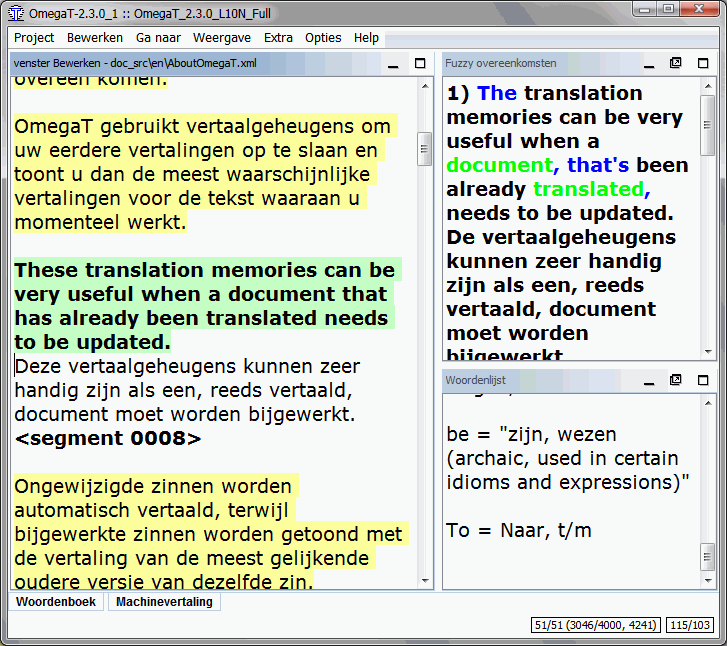 OmegaT-2.3.0_1 :: OmegaT_2.3.0_L10N_Full
Project Bewerken Ga naar Weergave Extra Opties Help
venster Bewerken - doc_src\en\AboutOmegaT.xml
overeen komen.
OmegaT gebruikt vertaalgeheugens om
uw eerdere vertalingen op te slaan en
toont u dan de meest waarschijnlijke
vertalingen voor de tekst waaraan u
momenteel werkt.
These translation memories can be
very useful when a document that
has already been translated needs
to be updated.
Deze vertaalgeheugens kunnen zeer
handig zijn als een, reeds vertaald,
document moet worden bijgewerkt.
<segment 0008>
Ongewijzigde zinnen worden
automatisch vertaald, terwijl
bijgewerkte zinnen worden getoond met
de vertaling van de meest gelijkende
oudere versie van dezelfde zin.
Fuzzy overeenkomsten
1) The translation
memories can be very
useful when a
document, that's been
already translated,
needs to be updated.
De vertaalgeheugens
kunnen zeer handig
zijn als een, reeds
vertaald, document
moet worden
bijgewerkt
Woordenlijst
be = "zijn, wezen
(archaic, used in certain
idioms and expressions)"
To = Naar, t/m
Woordenboek Machinevertaling
51/51 (3046/4000, 4241) 115/103